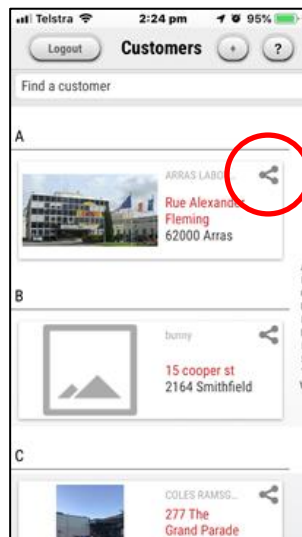 Telstra 2:24 pm 95%
Logout Customers + ?
Find a customer
A
ARRAS LABO
Rue Alexander
Fleming
62000 Arras
B
bunny
15 cooper st
2164 Smithfield
C
COLES RAMSG...
277 The
Grand Parade